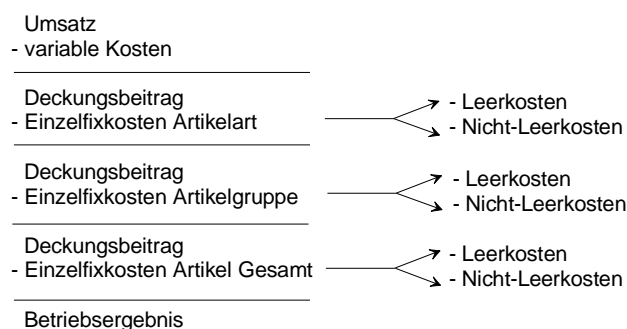 Umsatz
- variable Kosten
Deckungsbeitrag
- Einzelfixkosten Artikelart
- Leerkosten
- Nicht-Leerkosten
Deckungsbeitrag
- Einzelfixkosten Artikelgruppe
- Leerkosten
- Nicht-Leerkosten
Deckungsbeitrag
- Einzelfixkosten Artikel Gesamt
- Leerkosten
- Nicht-Leerkosten
Betriebsergebnis